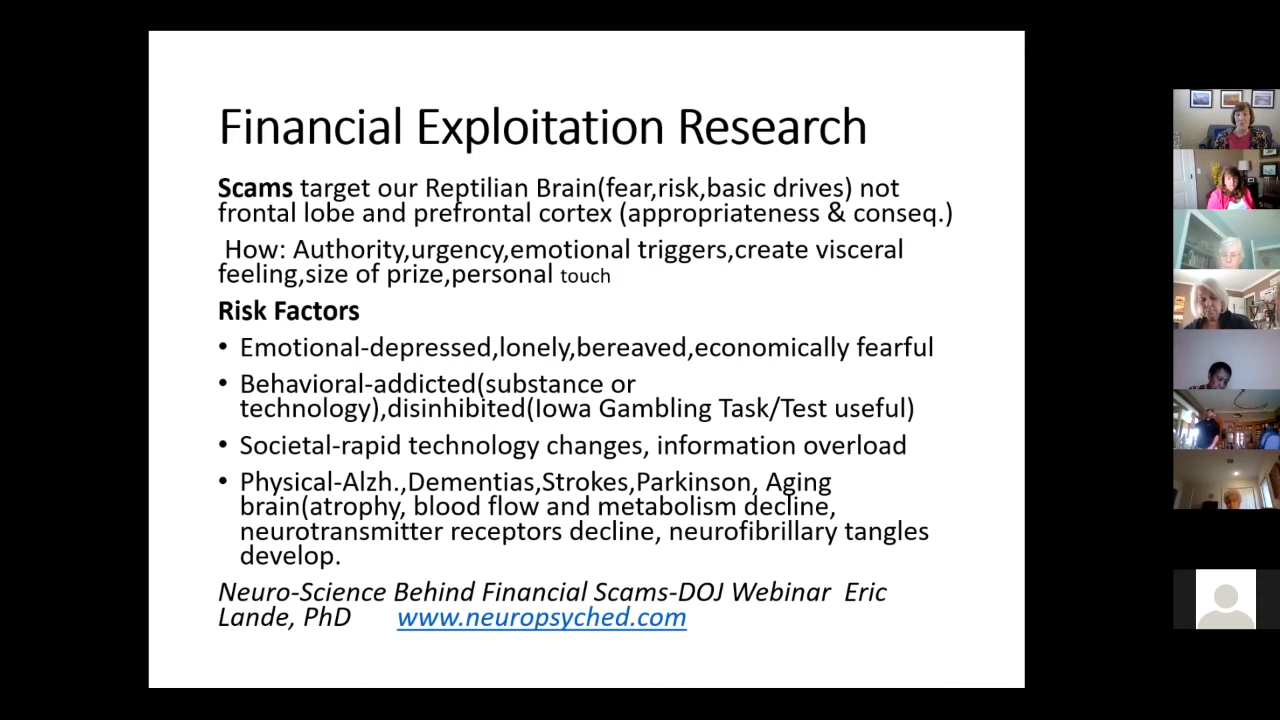 Financial Exploitation Research
Scams target our Reptilian Brain(fear,risk,basic drives) not
frontal lobe and prefrontal cortex (appropriateness & conseq.)
How: Authority,urgency,emotional triggers,create visceral
feeling,size of prize,personal touch
Risk Factors
• Emotional-depressed,lonely,bereaved,economically fearful
• Behavioral-addicted(substance or
technology),disinhibited(Iowa Gambling Task/Test useful)
• Societal-rapid technology changes, information overload
• Physical-Alzh.,Dementias,Strokes,Parkinson, Aging
brain(atrophy, blood flow and metabolism decline,
neurotransmitter receptors decline, neurofibrillary tangles
develop.
Neuro-Science Behind Financial Scams-DOJ Webinar Eric
Lande, PhD www.neuropsyched.com